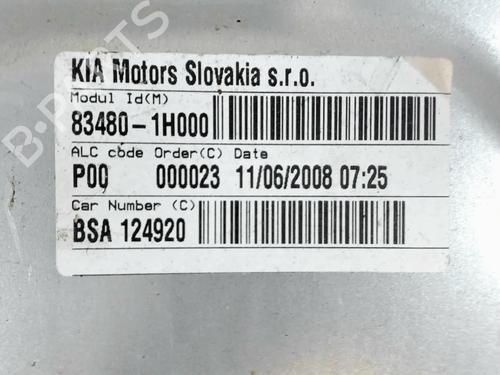 KIA Motors Slovakia s.r.o.
Modul Id(M)
83480-1H000
ALC code Order(C) Date
P00 000023 11/06/2008 07:25
Car Number (C)
BSA 124920
B-PARTS